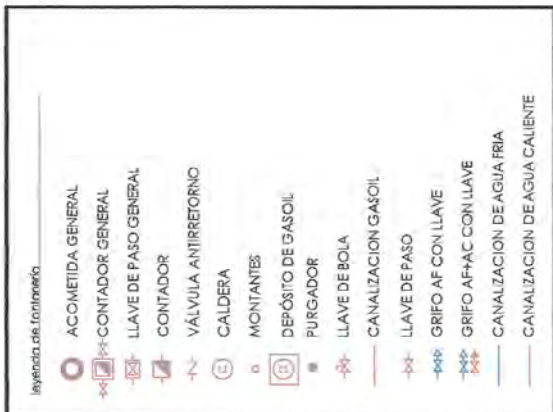 leyenda de fontanería
ACOMETIDA GENERAL
CONTADOR GENERAL
LLAVE DE PASO GENERAL
CONTADOR
VÁLVULA ANTIRRETORNO
CALDERA
MONTANTES
DEPÓSITO DE GASOIL
PURGADOR
LLAVE DE BOLA
CANALIZACION GASOIL
LLAVE DE PASO
GRIFO AF CON LLAVE
GRIFO AF+AC CON LLAVE
CANALIZACION DE AGUA FRIA
CANALIZACION DE AGUA CALIENTE